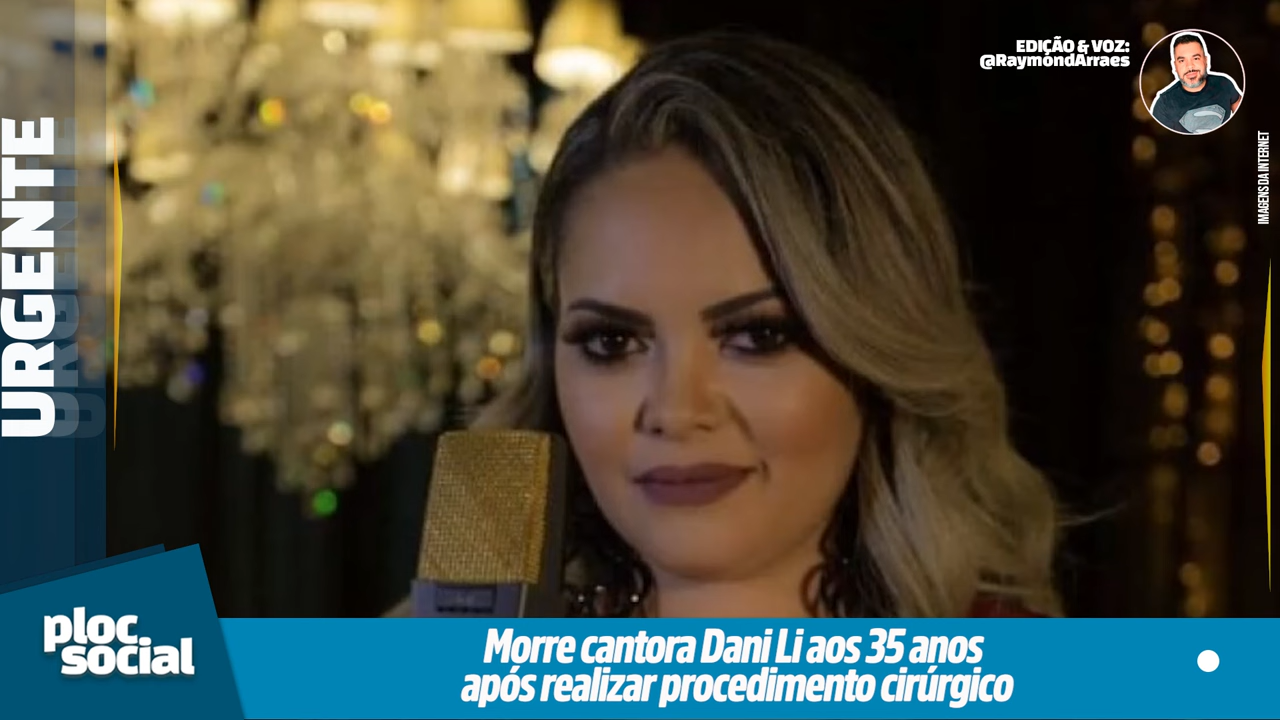 EDIÇÃO & VOZ:
@RaymondArraes
IMAGENS DA INTERNET
URGENTE
URGENTE
ploc
social
Morre cantora Dani Li aos 35 anos
após realizar procedimento cirúrgico